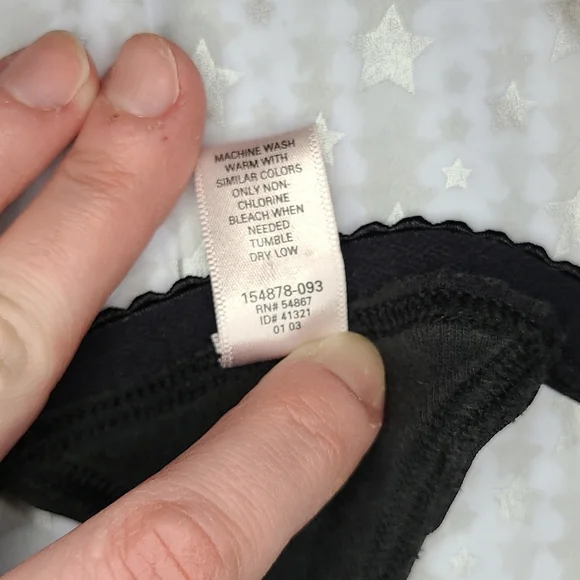 MACHINE WASH
WARM WITH
SIMILAR COLORS
ONLY NON-
CHLORINE
BLEACH WHEN
NEEDED
TUMBLE
DRY LOW
154878-093
RN# 54867
ID# 41321
01 03